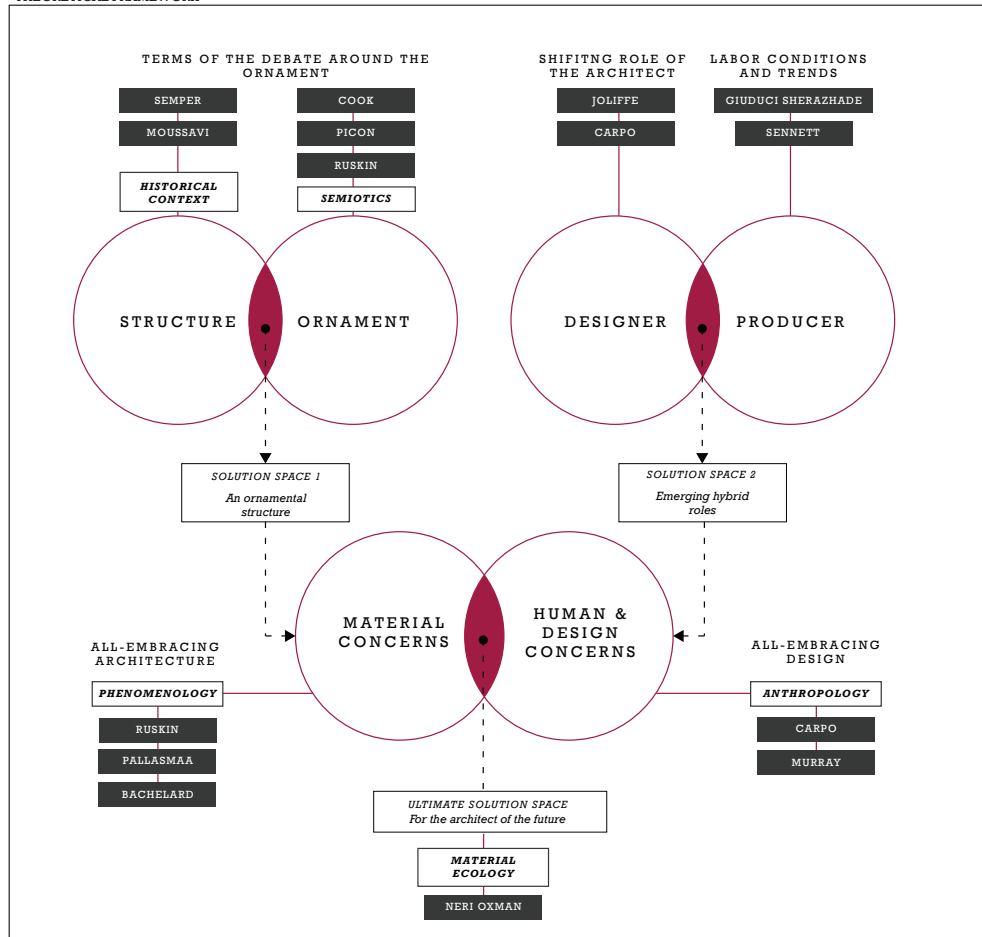 TERMS OF THE DEBATE AROUND THE
ORNAMENT
SEMPER
MOUSSAVI
HISTORICAL
CONTEXT
COOK
PICON
RUSKIN
SEMIOTICS
SHIFITNG ROLE OF
THE ARCHITECT
JOLIFFE
CARPO
LABOR CONDITIONS
AND TRENDS
GIUDUCI SHERAZHADE
SENNETT
STRUCTURE
ORNAMENT
DESIGNER
PRODUCER
SOLUTION SPACE 1
An ornamental
structure
SOLUTION SPACE 2
Emerging hybrid
roles
MATERIAL
CONCERNS
HUMAN &
DESIGN
CONCERNS
ALL-EMBRACING
ARCHITECTURE
PHENOMENOLOGY
RUSKIN
PALLASMAA
BACHELARD
ALL-EMBRACING
DESIGN
ANTHROPOLOGY
CARPO
MURRAY
ULTIMATE SOLUTION SPACE
For the architect of the future
MATERIAL
ECOLOGY
NERI OXMAN